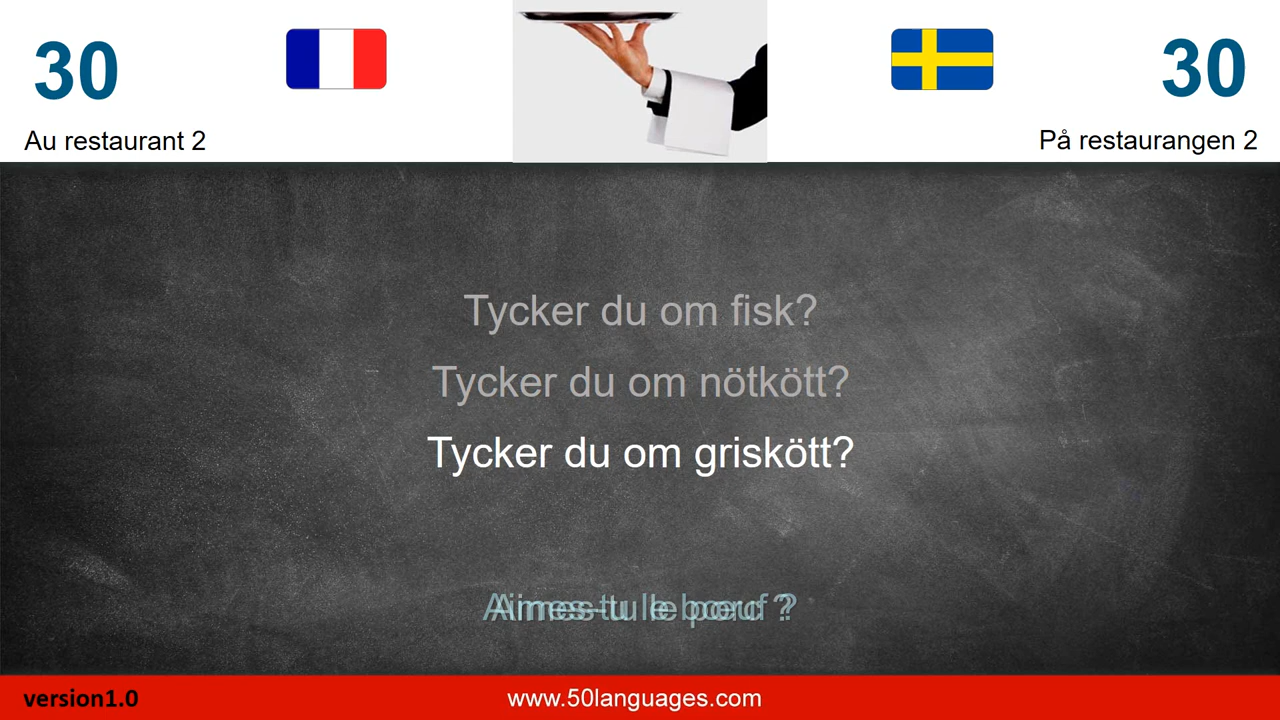 30
30
Au restaurant 2
På restaurangen 2
Tycker du om fisk?
Tycker du om nötkött?
Tycker du om griskött?
version1.0
www.50languages.com